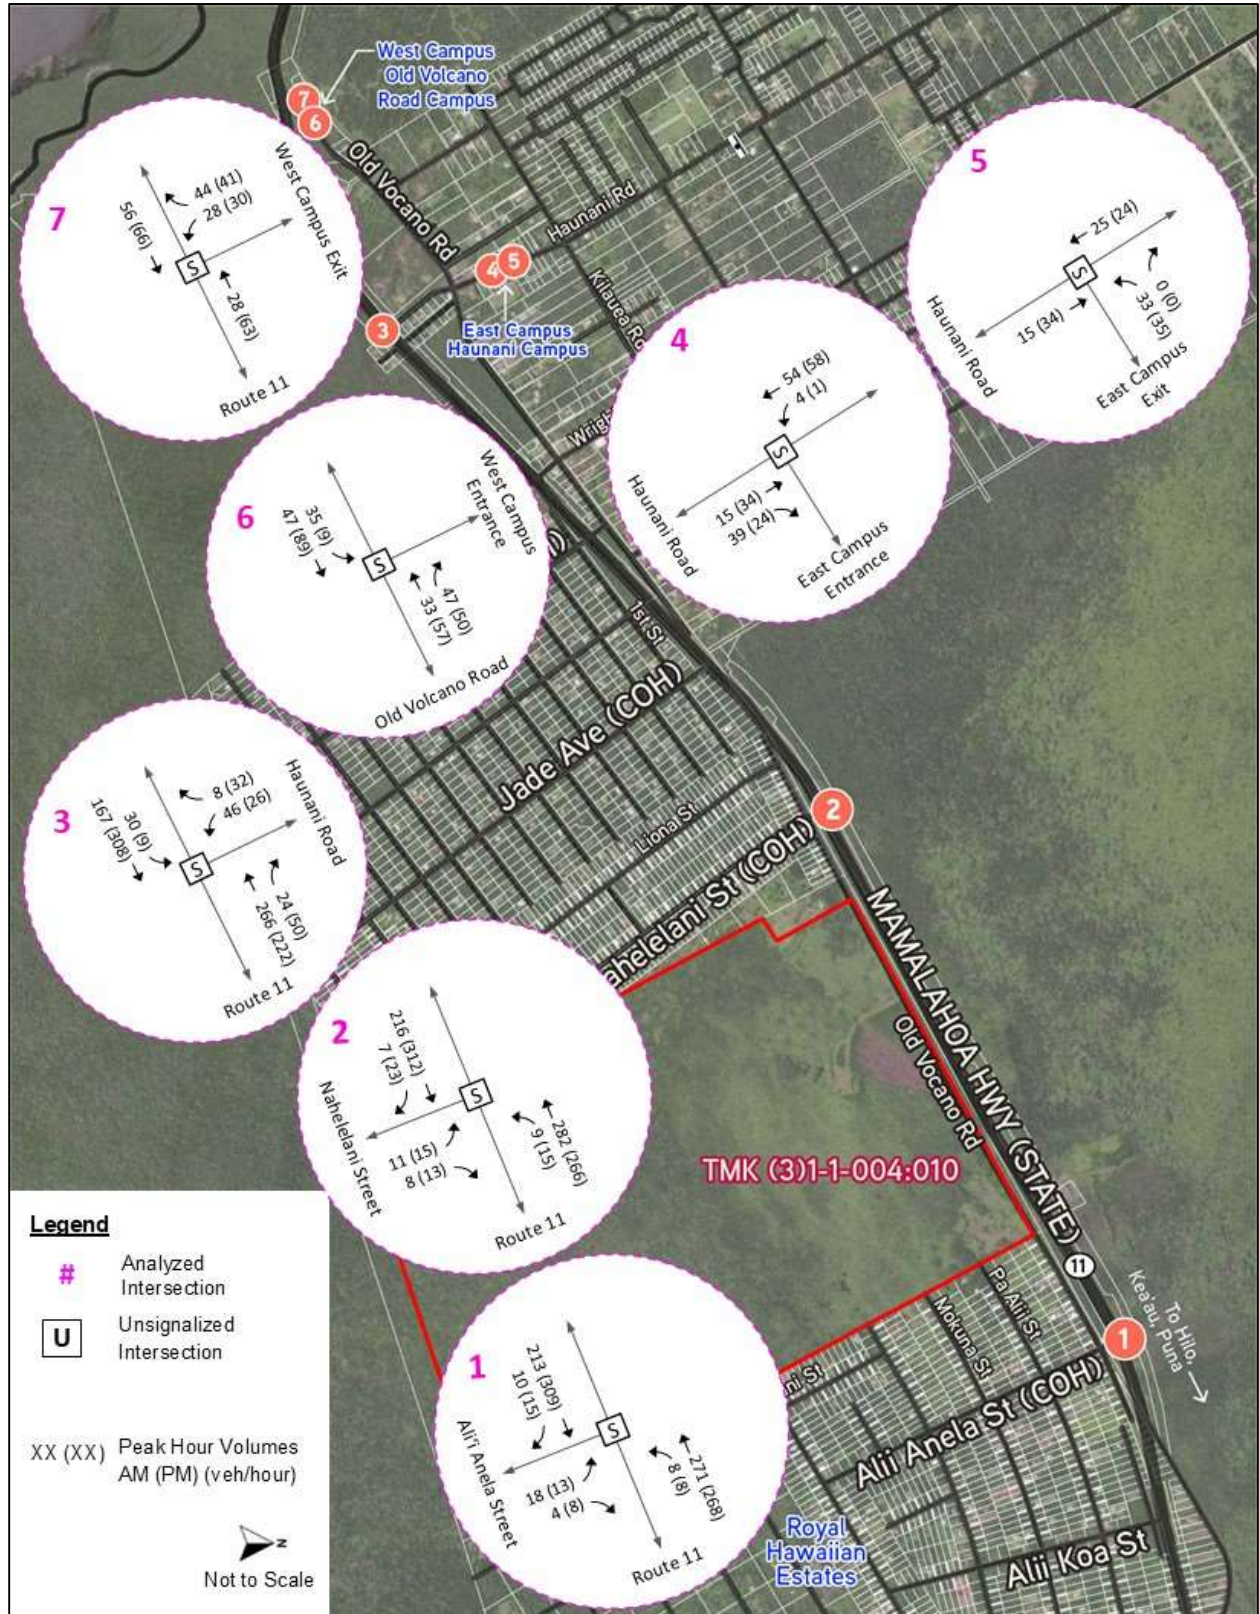 West Campus
Old Volcano
Road Campus
7
6
Old Vocano Rd
Haunani Rd
4
5
East Campus
Haunani Campus
3
Kilauea Ro
Wrigh
7
44 (41)
28 (30)
56 (66)
S
28 (63)
West Campus Exit
Route 11
5
25 (24)
S
15 (34)
0 (0)
33 (35)
Haunani Road
East Campus
Exit
4
54 (58)
4 (1)
S
15 (34)
39 (24)
Haunani Road
East Campus
Entrance
6
35 (9)
47 (89)
S
47 (50)
33 (57)
West Campus
Entrance
Old Volcano Road
1st St
Jade Ave (COH)
Liona St
2
ahelelani St (COH)
3
8 (32)
46 (26)
30 (9)
167 (308)
S
24 (50)
266 (222)
Haunani Road
Route 11
MAMALAHOA HWY (STATE)
Old Vocano Rd
TMK (3)1-1-004:010
11
To Hilo,
Kea'au, Puna
1
2
216 (312)
7 (23)
S
11 (15)
8 (13)
282 (266)
9 (15)
Nahelelani Street
Route 11
Pa Alii St
Mokuna St
ni St
Alii Anela St (COH)
Alii Koa St
Royal
Hawaiian
Estates
1
213 (309)
10 (15)
S
18 (13)
4 (8)
271 (268)
8 (8)
Ali'i Anela Street
Route 11
Legend
# Analyzed
Intersection
U Unsignalized
Intersection
XX (XX) Peak Hour Volumes
AM (PM) (veh/hour)
N
Not to Scale